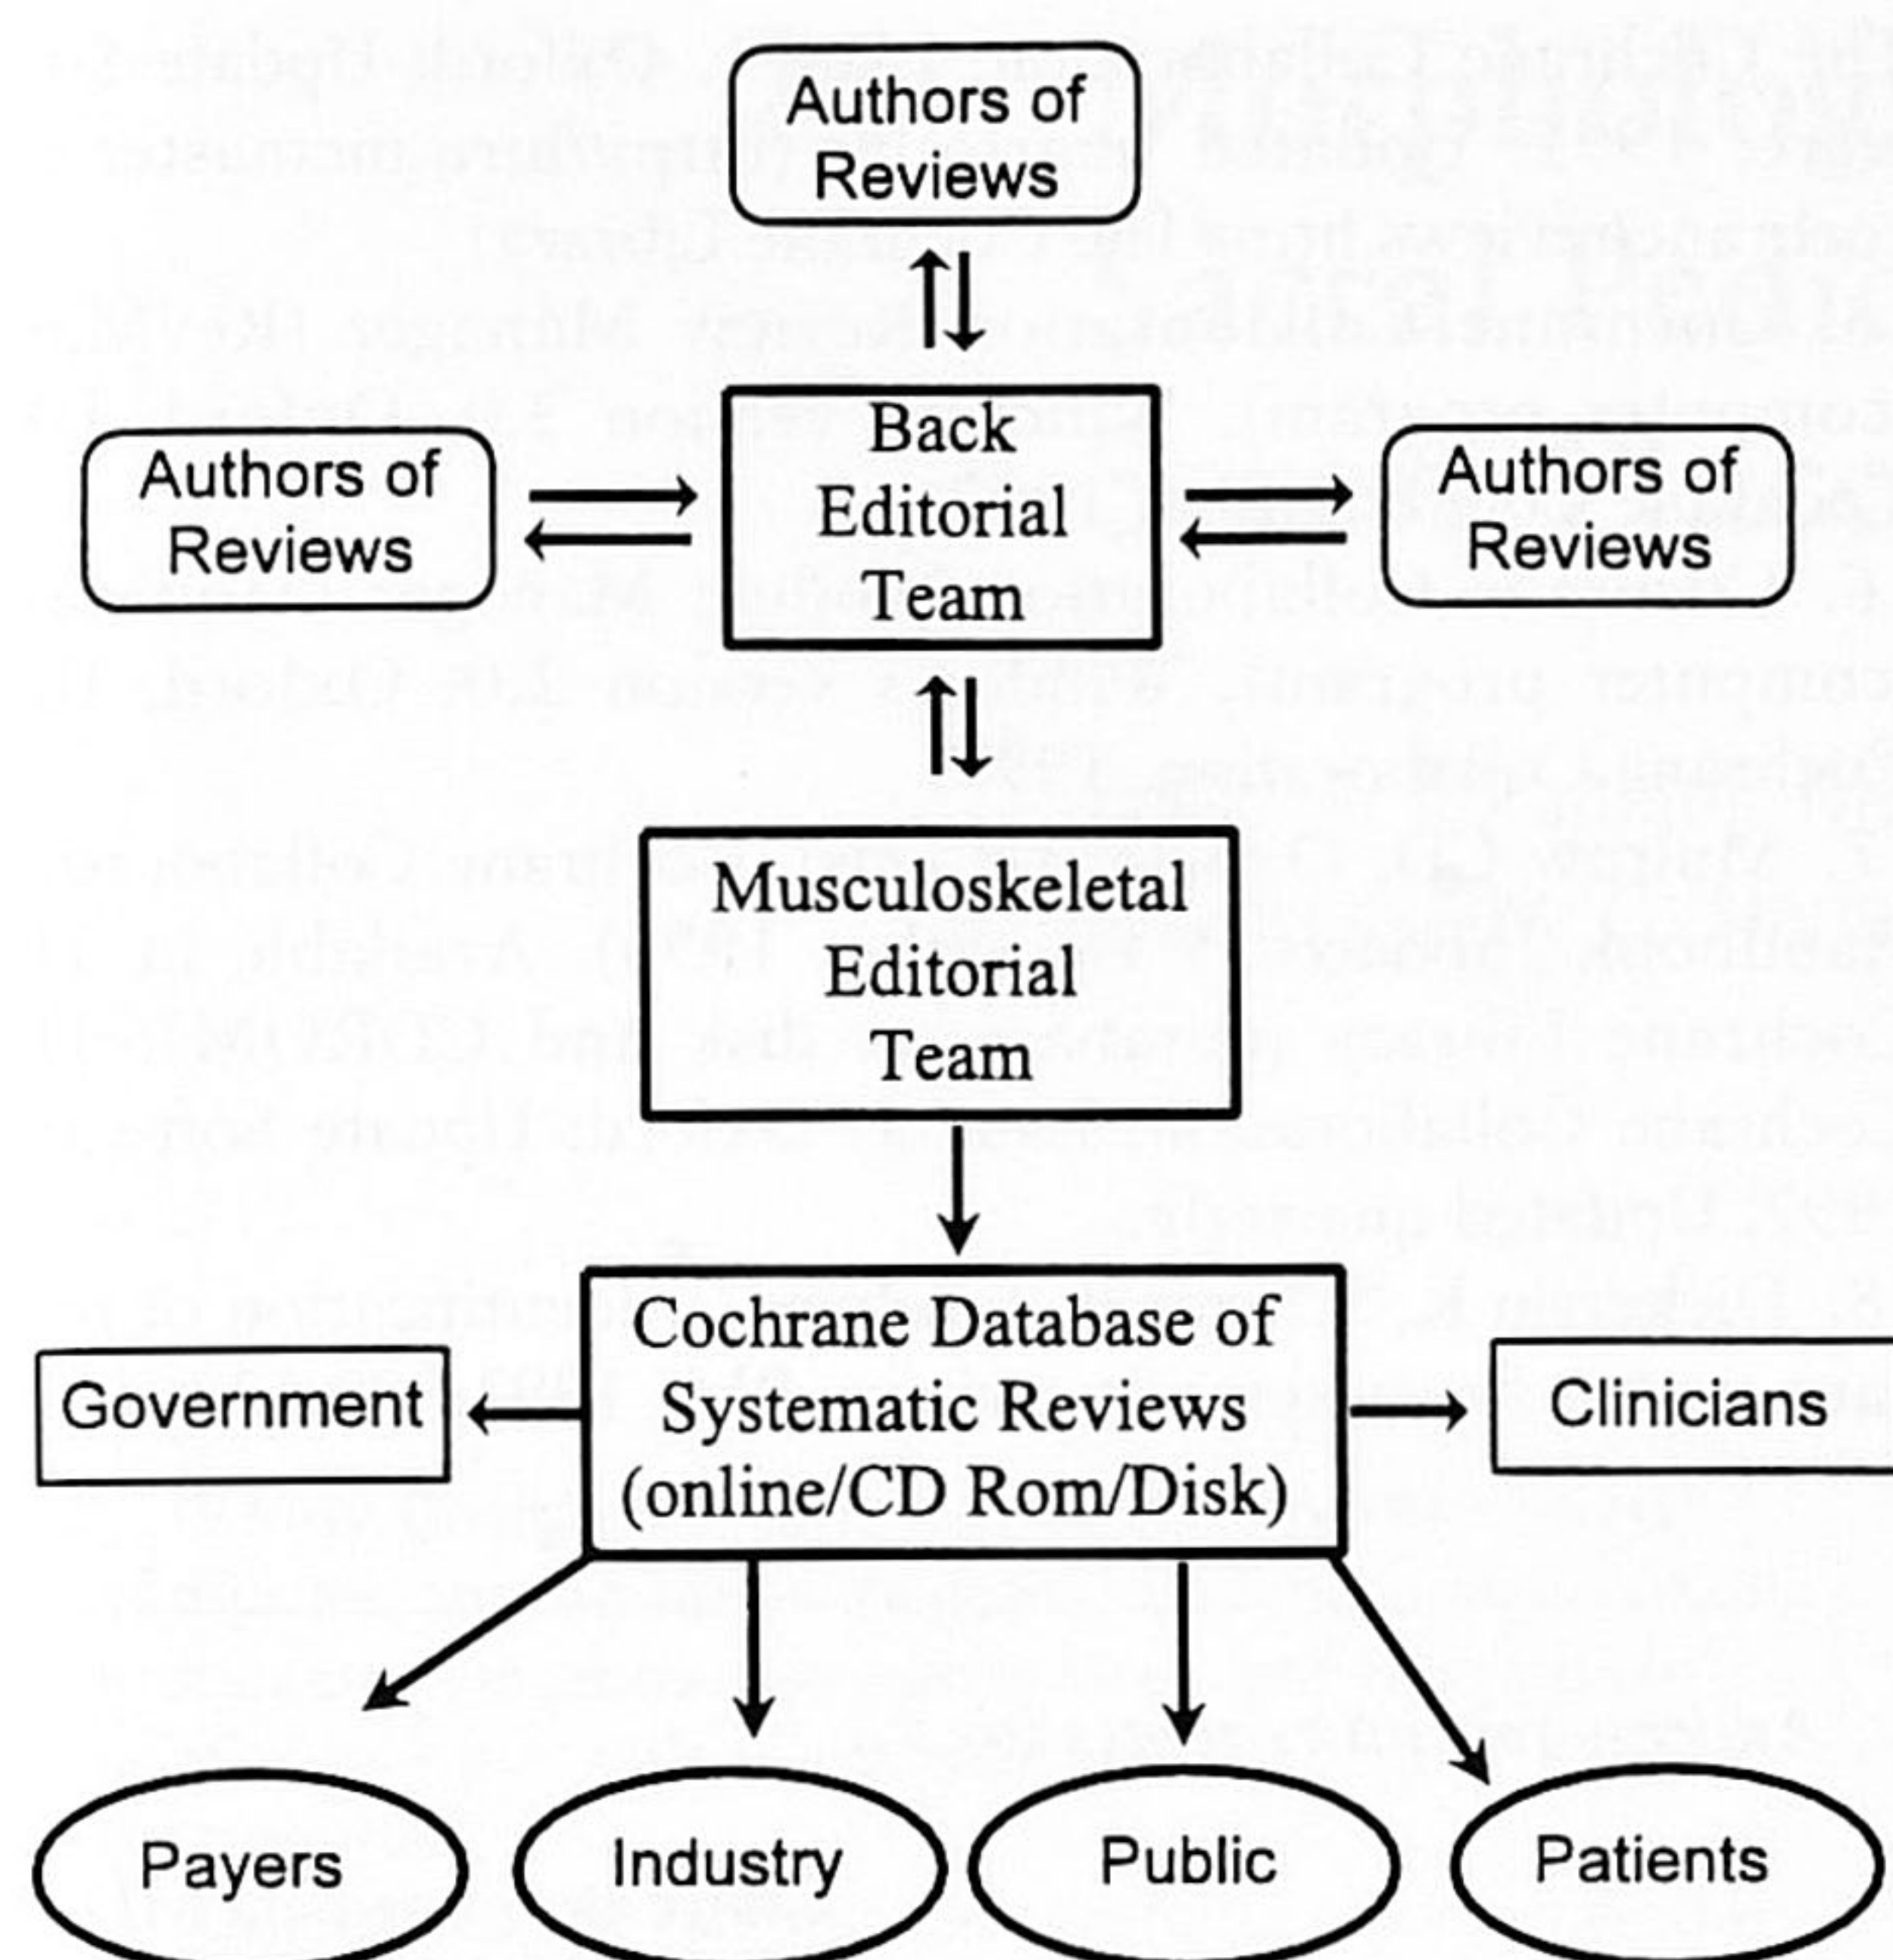 Authors of
Reviews
Authors of
Reviews
Back
Editorial
Team
Authors of
Reviews
Musculoskeletal
Editorial
Team
Cochrane Database of
Systematic Reviews
(online/CD Rom/Disk)
Government
Clinicians
Payers
Industry
Public
Patients